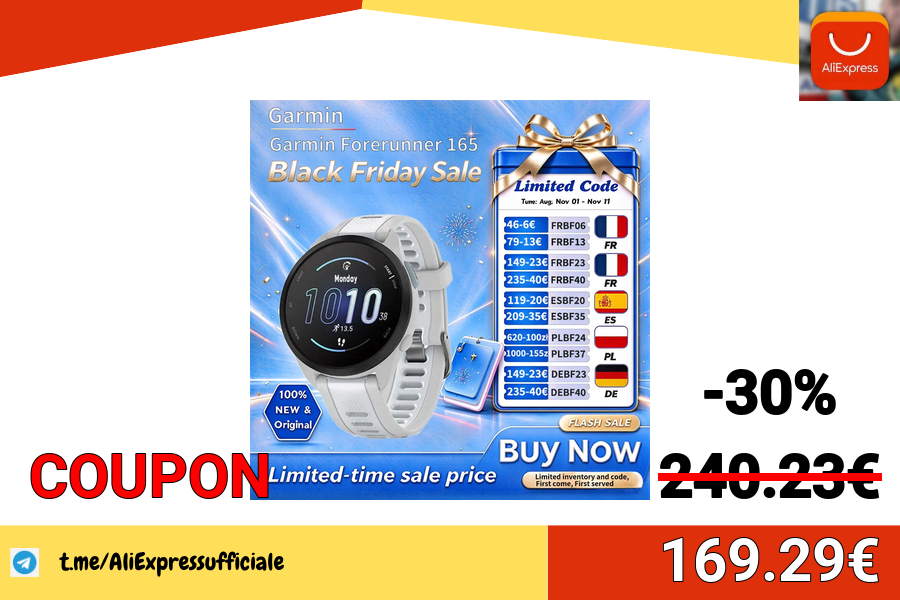 AliExpress
Garmin
Garmin Forerunner 165
Black Friday Sale
Limited Code
Tume: Aug, Nov 01 - Nov 11
46-6€ FRBF06
79-13€ FRBF13
FR
149-23€ FRBF23
235-40€ FRBF40
FR
119-20€ ESBF20
209-35€ ESBF35
ES
620-100zł PLBF24
1000-155z PLBF37
PL
149-23€ DEBF23
235-40€ DEBF40
DE
Monday
1010
38
13.5
100%
NEW &
Original
FLASH SALE
BUY NOW
Limited inventory and code,
First come, First served
Limited-time sale price
COUPON
-30%
240.23€
169.29€
t.me/AliExpressufficiale